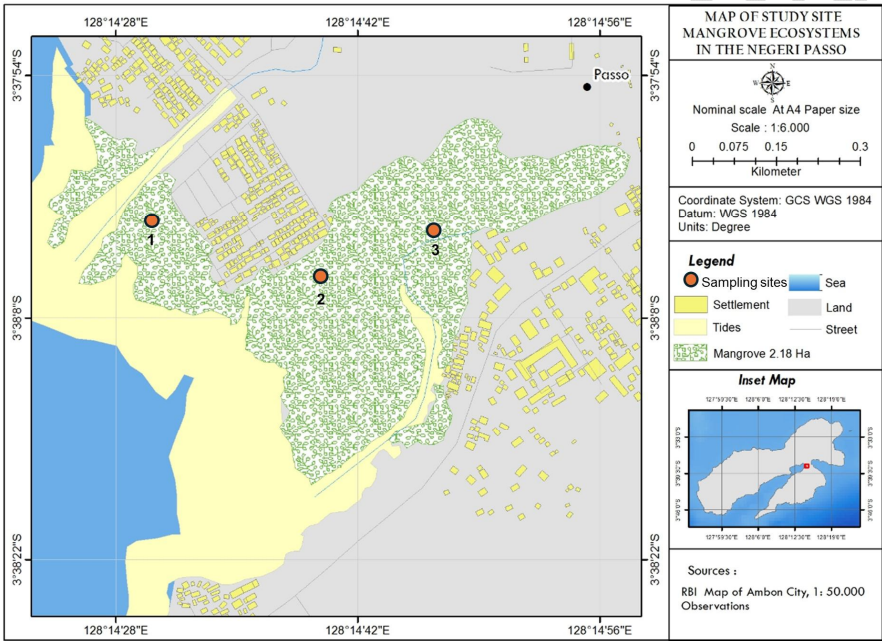 128°14'28"E 128°14'42"E 128°14'56"E
3°37'54"S 3°37'54"S
Passo
1
3
2
3°38'8"S 3°38'8"S
3°38'22"S 3°38'22"S
128°14'28"E 128°14'42"E 128°14'56"E
MAP OF STUDY SITE
MANGROVE ECOSYSTEMS
IN THE NEGERI PASSO
N
W E
S
Nominal scale At A4 Paper size
Scale : 1:6.000
0 0.075 0.15 0.3
Kilometer
Coordinate System: GCS WGS 1984
Datum: WGS 1984
Units: Degree
Legend
Sampling sites
Sea
Settlement
Land
Tides
Street
Mangrove 2.18 Ha
Inset Map
Sources :
RBI Map of Ambon City, 1: 50.000
Observations